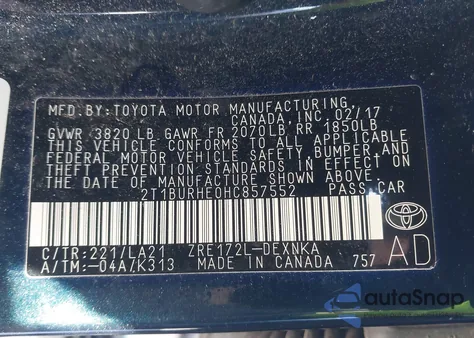 MFD.BY:TOYOTA MOTOR MANUFACTURING,
CANADA,INC. 02/17
GVWR 3820 LB GAWR FR 2070LB,RR 1850LB
THIS VEHICLE CONFORMS TO ALL APPLICABLE
FEDERAL MOTOR VEHICLE SAFETY, BUMPER AND
THEFT PREVENTION STANDARDS IN EFFECT ON
THE DATE OF MANUFACTURE SHOWN ABOVE.
2T1BURHE0HC857552 PASS.CAR
C/TR:221/LA21 ZRE172L-DEXNKA
A/TM:-04A/K313 MADE IN CANADA 757
AD
autoSnap